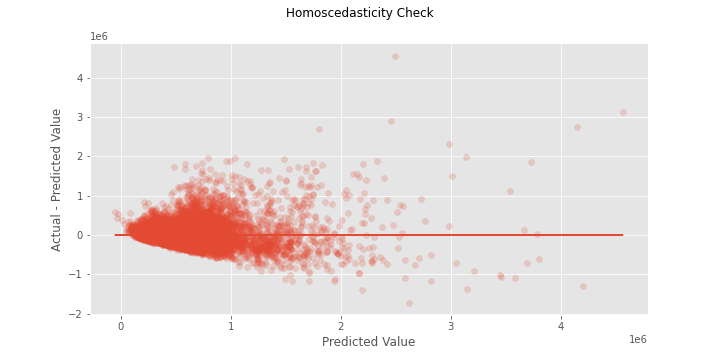 Homoscedasticity Check
1e6
4
3
2
1
0
−1
−2
Actual - Predicted Value
0
1
2
3
4
1e6
Predicted Value